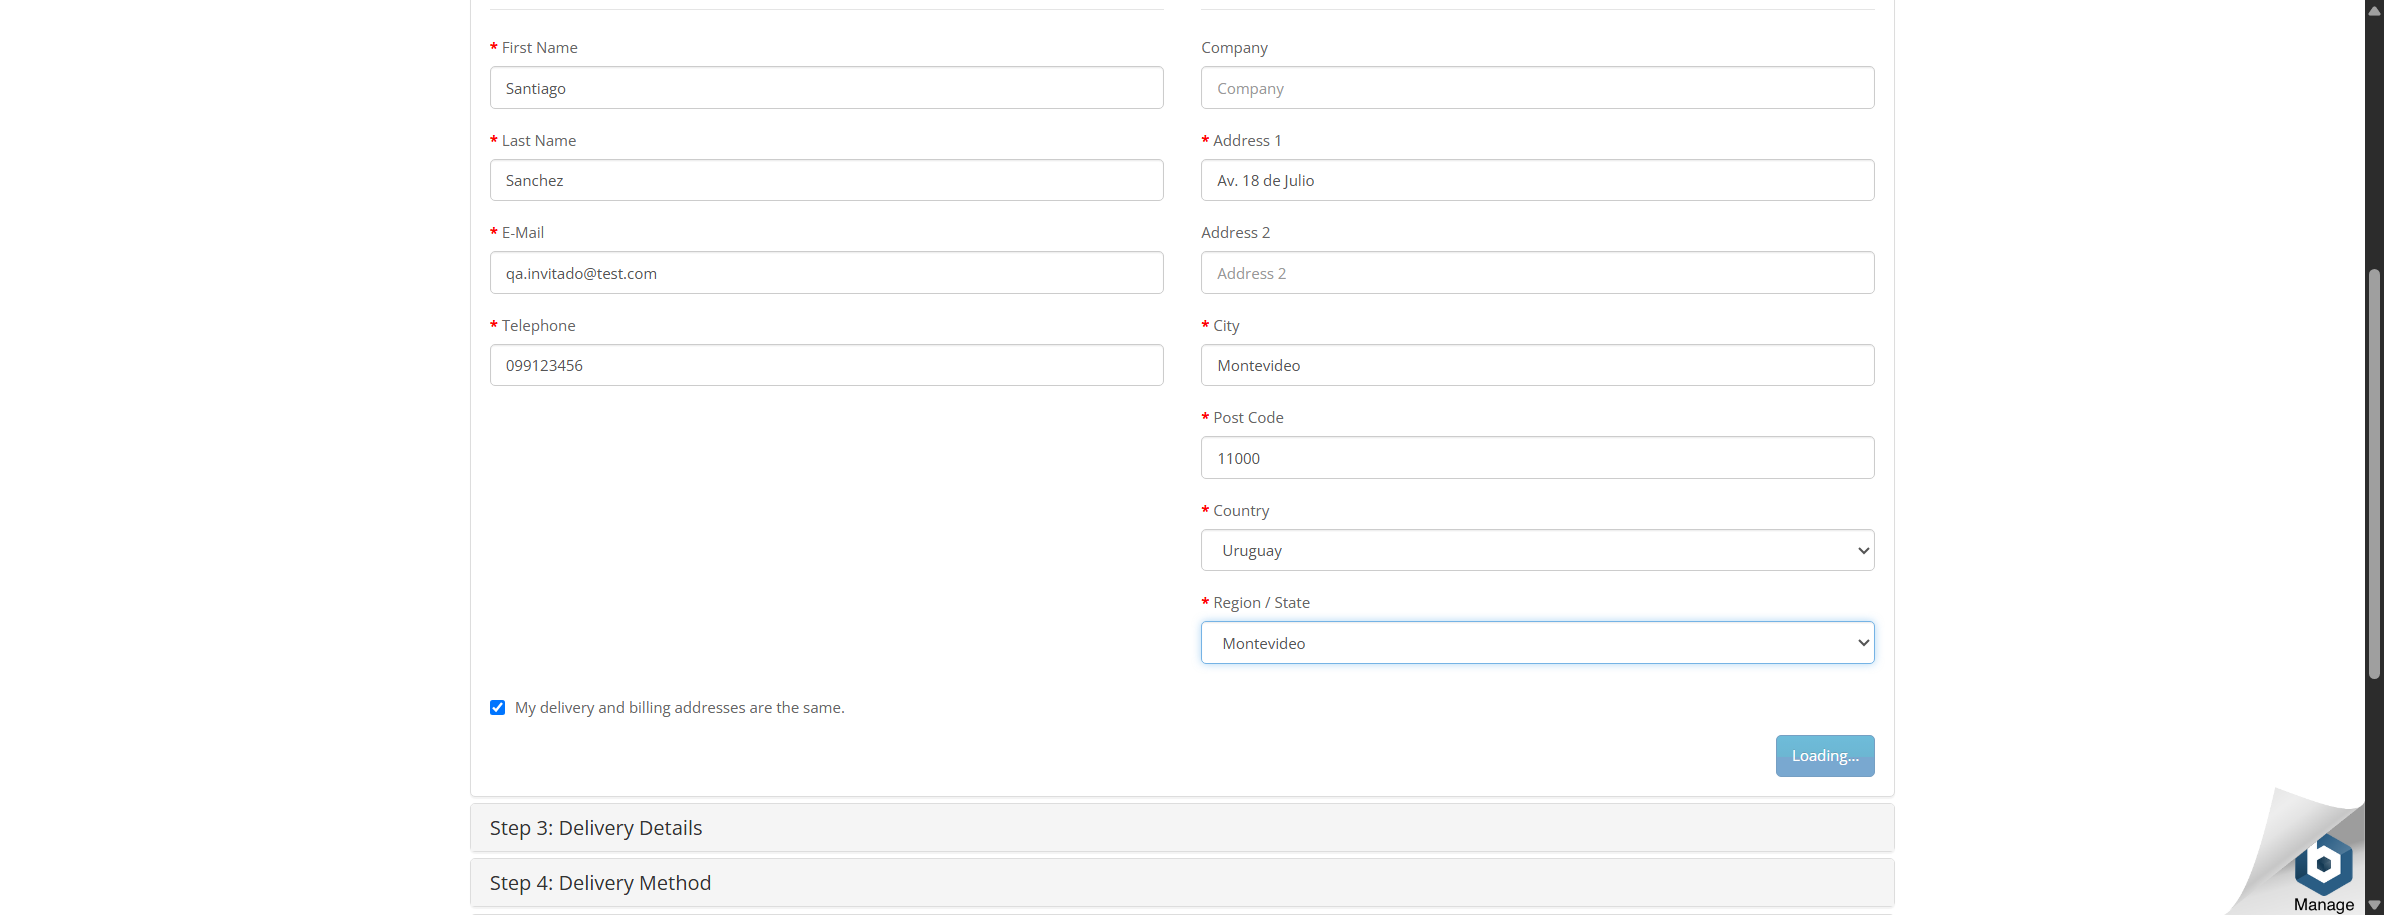 * First Name
Santiago
* Last Name
Sanchez
* E-Mail
qa.invitado@test.com
* Telephone
099123456
Company
Company
* Address 1
Av. 18 de Julio
Address 2
Address 2
* City
Montevideo
* Post Code
11000
* Country
Uruguay
* Region / State
Montevideo
My delivery and billing addresses are the same.
Loading...
Step 3: Delivery Details
Step 4: Delivery Method
Manage